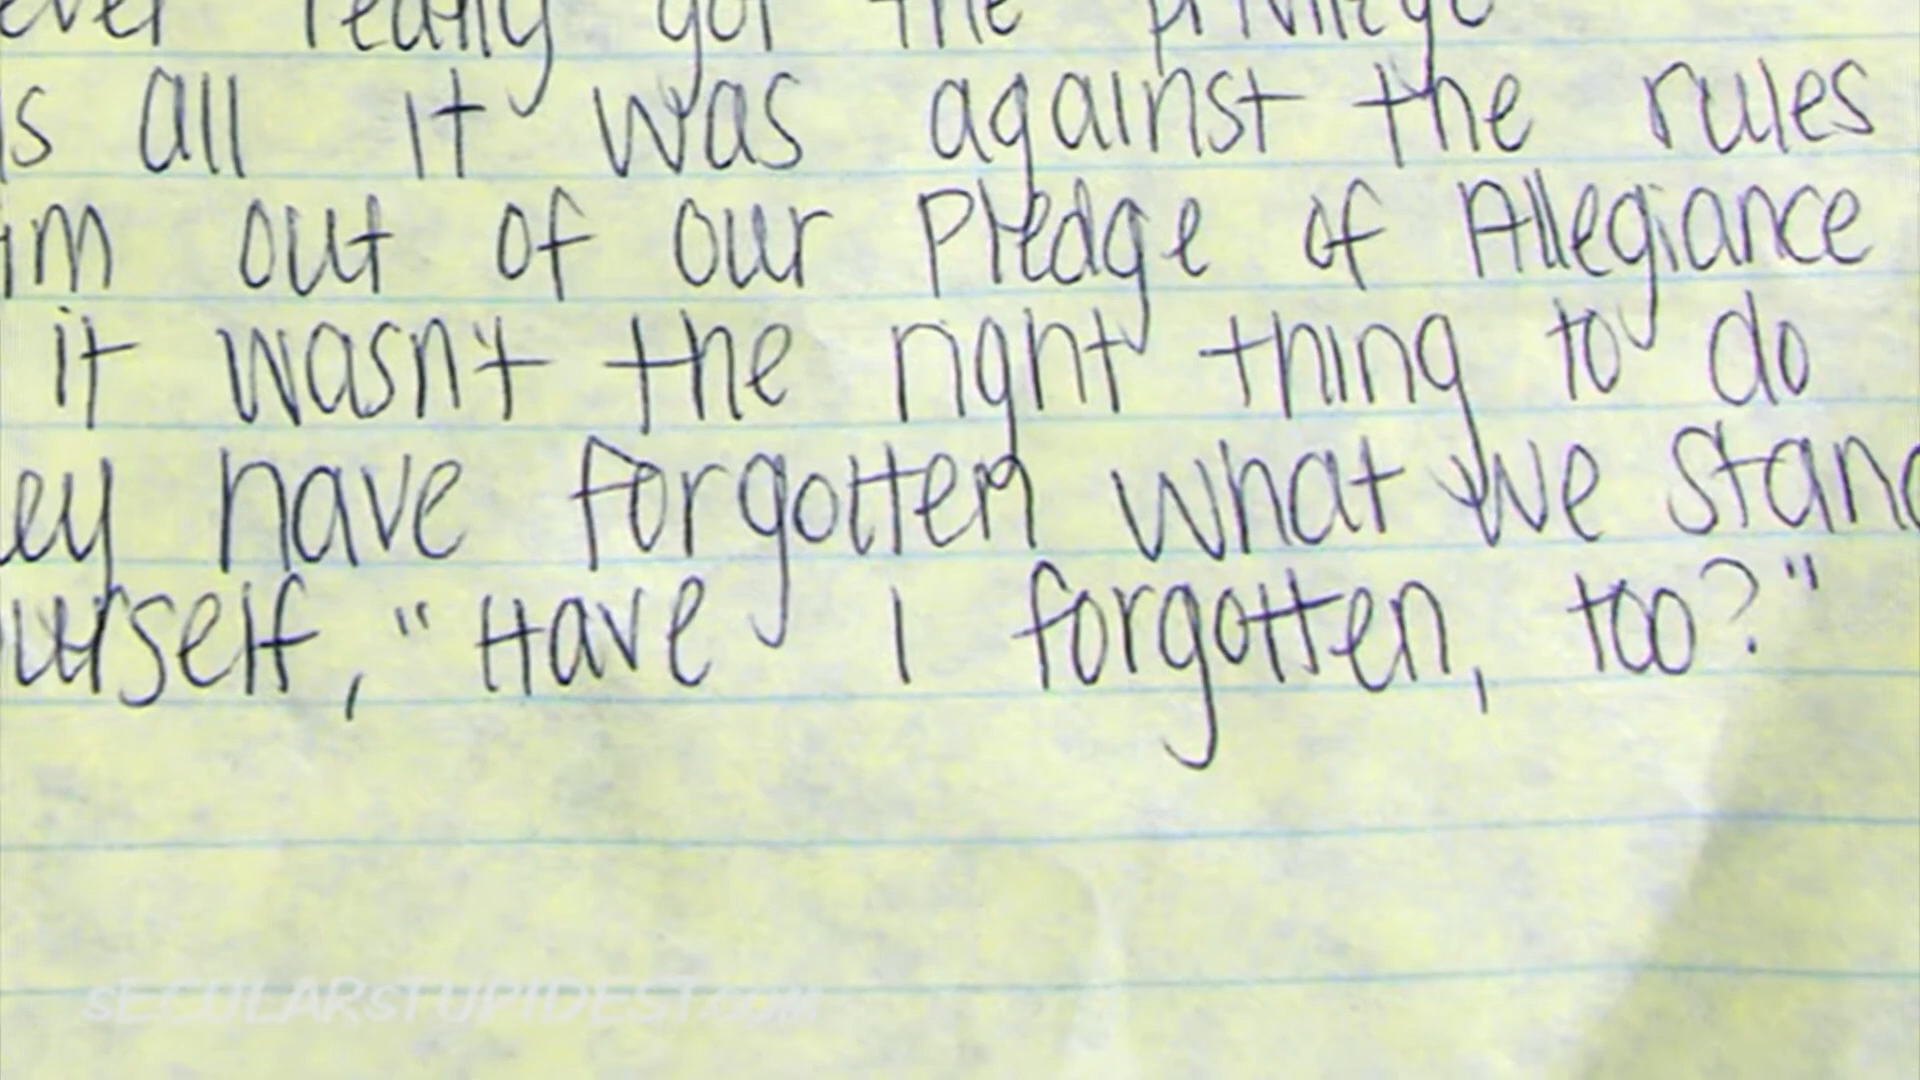 ever really got the privilege
s all it was against the rules
im out of our Pledge of Allegiance
it wasn't the right thing to do
ey have forgotten what we stand
urself, "Have I forgotten, too?"
SECULARSTUPIDEST.COM